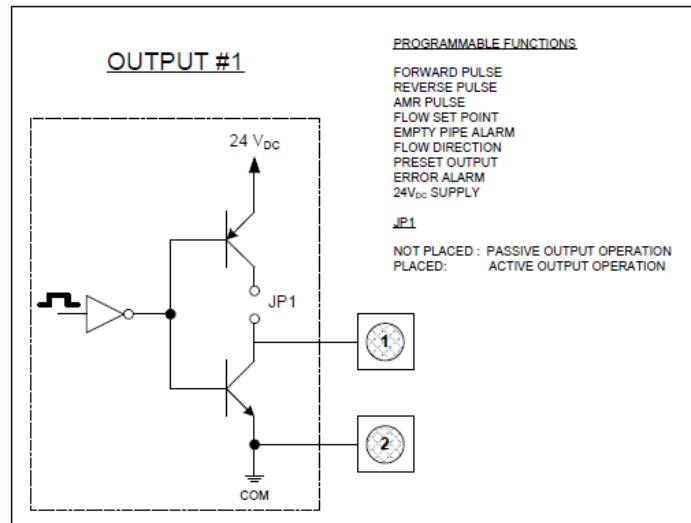 OUTPUT #1
24 VDC
JP1
1
2
COM
PROGRAMMABLE FUNCTIONS
FORWARD PULSE
REVERSE PULSE
AMR PULSE
FLOW SET POINT
EMPTY PIPE ALARM
FLOW DIRECTION
PRESET OUTPUT
ERROR ALARM
24VDC SUPPLY
JP1
NOT PLACED : PASSIVE OUTPUT OPERATION
PLACED: ACTIVE OUTPUT OPERATION